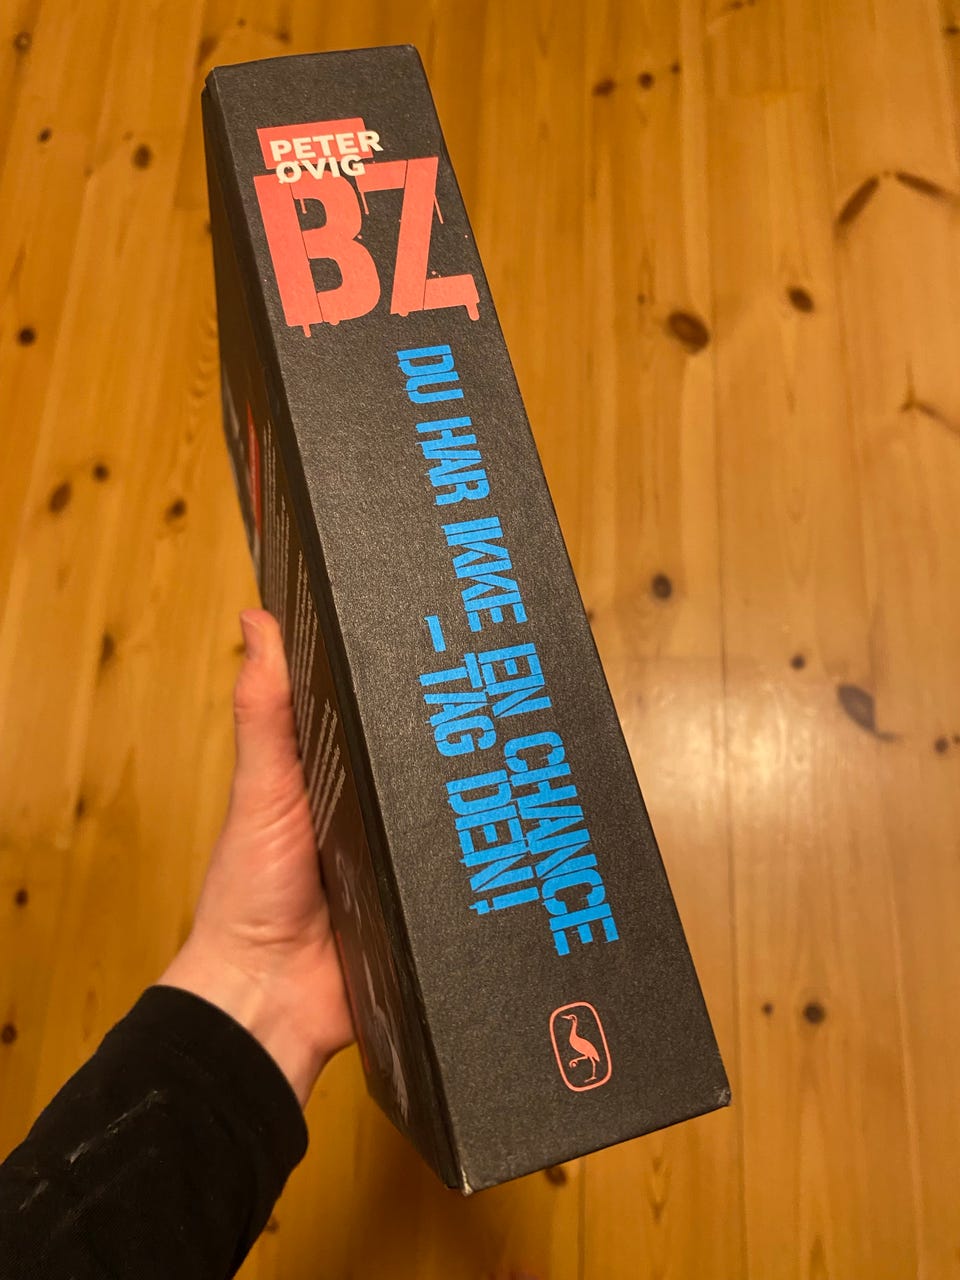 PETER
ØVIG
BZ
DU HAR IKKE EN CHANCE
– TAG DEN!